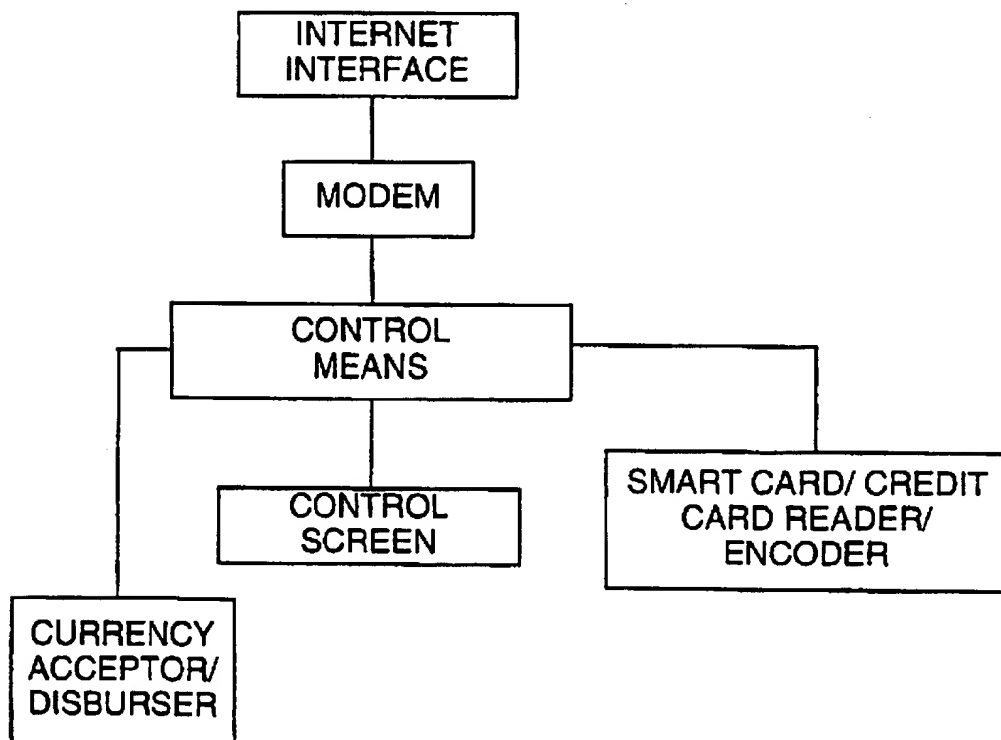 INTERNET
INTERFACE
MODEM
CONTROL
MEANS
CONTROL
SCREEN
SMART CARD/ CREDIT
CARD READER/
ENCODER
CURRENCY
ACCEPTOR/
DISBURSER